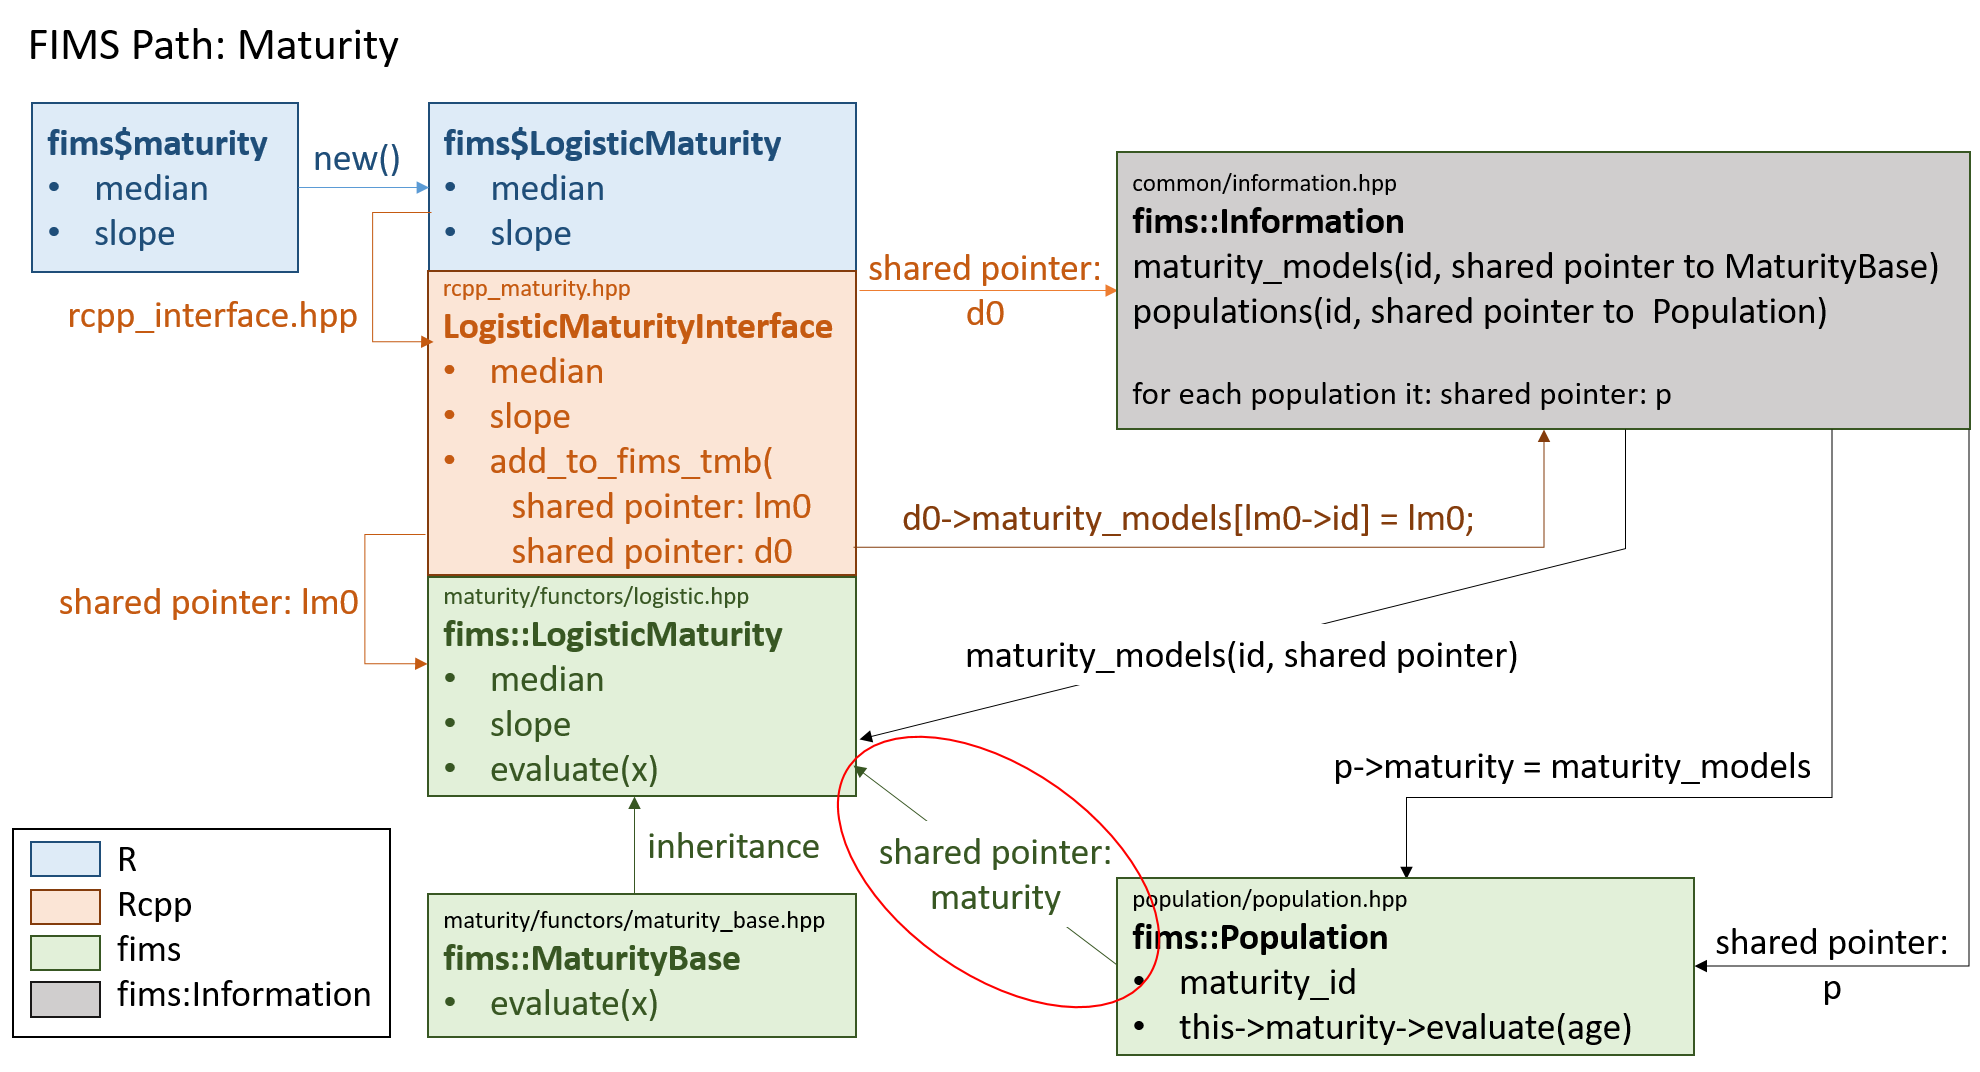 FIMS Path: Maturity
fims$maturity
• median
• slope
new()
fims$LogisticMaturity
• median
• slope
rcpp_interface.hpp
rcpp_maturity.hpp
LogisticMaturityInterface
• median
• slope
• add_to_fims_tmb(
shared pointer: lm0
shared pointer: d0
shared pointer:
d0
common/information.hpp
fims::Information
maturity_models(id, shared pointer to MaturityBase)
populations(id, shared pointer to  Population)
for each population it: shared pointer: p
d0->maturity_models[lm0->id] = lm0;
shared pointer: lm0
maturity/functors/logistic.hpp
fims::LogisticMaturity
• median
• slope
• evaluate(x)
maturity_models(id, shared pointer)
p->maturity = maturity_models
inheritance
shared pointer:
maturity
maturity/functors/maturity_base.hpp
fims::MaturityBase
• evaluate(x)
population/population.hpp
fims::Population
• maturity_id
• this->maturity->evaluate(age)
shared pointer:
p
R
Rcpp
fims
fims:Information